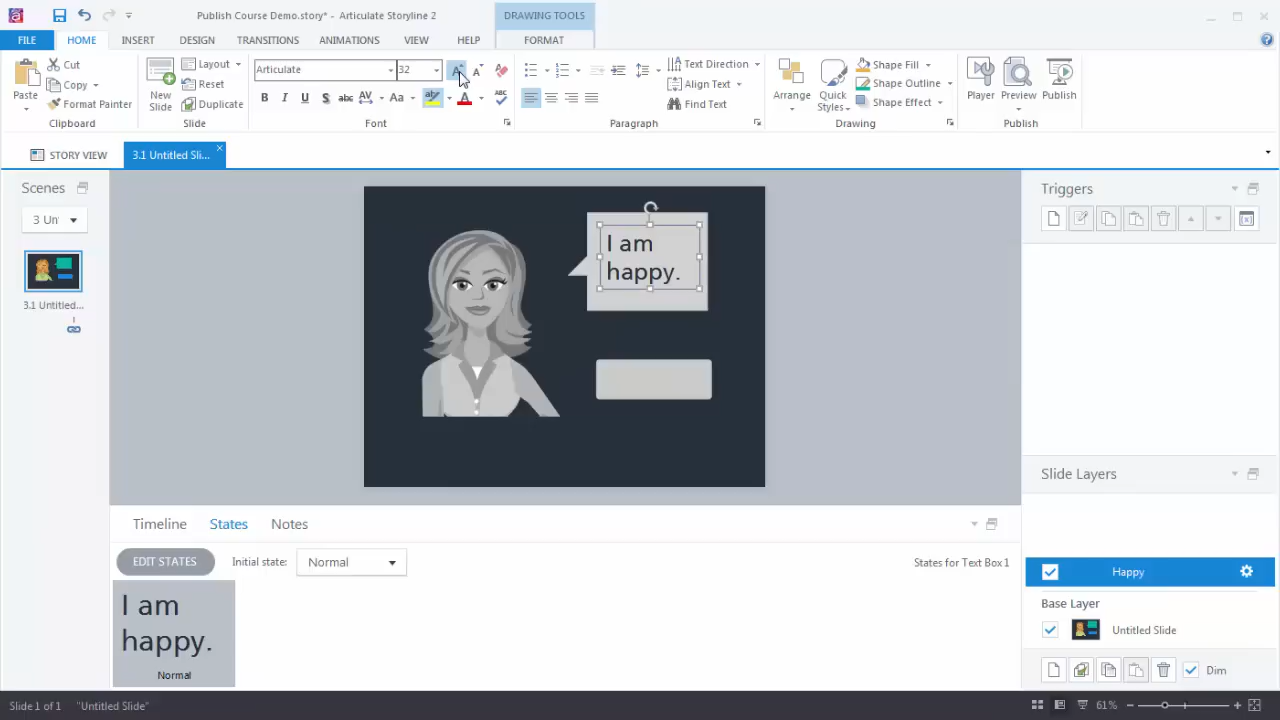 Publish Course Demo.story* - Articulate Storyline 2
DRAWING TOOLS
FILE
HOME
INSERT
DESIGN
TRANSITIONS
ANIMATIONS
VIEW
HELP
FORMAT
Paste
Cut
Copy
Format Painter
Clipboard
New Slide
Layout
Reset
Duplicate
Slide
Articulate
32
B I U abc AV Aa ab A ABC
Font
Text Direction
Align Text
Find Text
Paragraph
Arrange
Quick Styles
Shape Fill
Shape Outline
Shape Effect
Drawing
Player
Preview
Publish
Publish
STORY VIEW
3.1 Untitled Sli...
Scenes
3 Un
3.1 Untitled...
I am
happy.
Triggers
Slide Layers
Happy
Base Layer
Untitled Slide
Dim
Timeline
States
Notes
EDIT STATES
Initial state:
Normal
States for Text Box 1
I am
happy.
Normal
Slide 1 of 1
"Untitled Slide"
61%